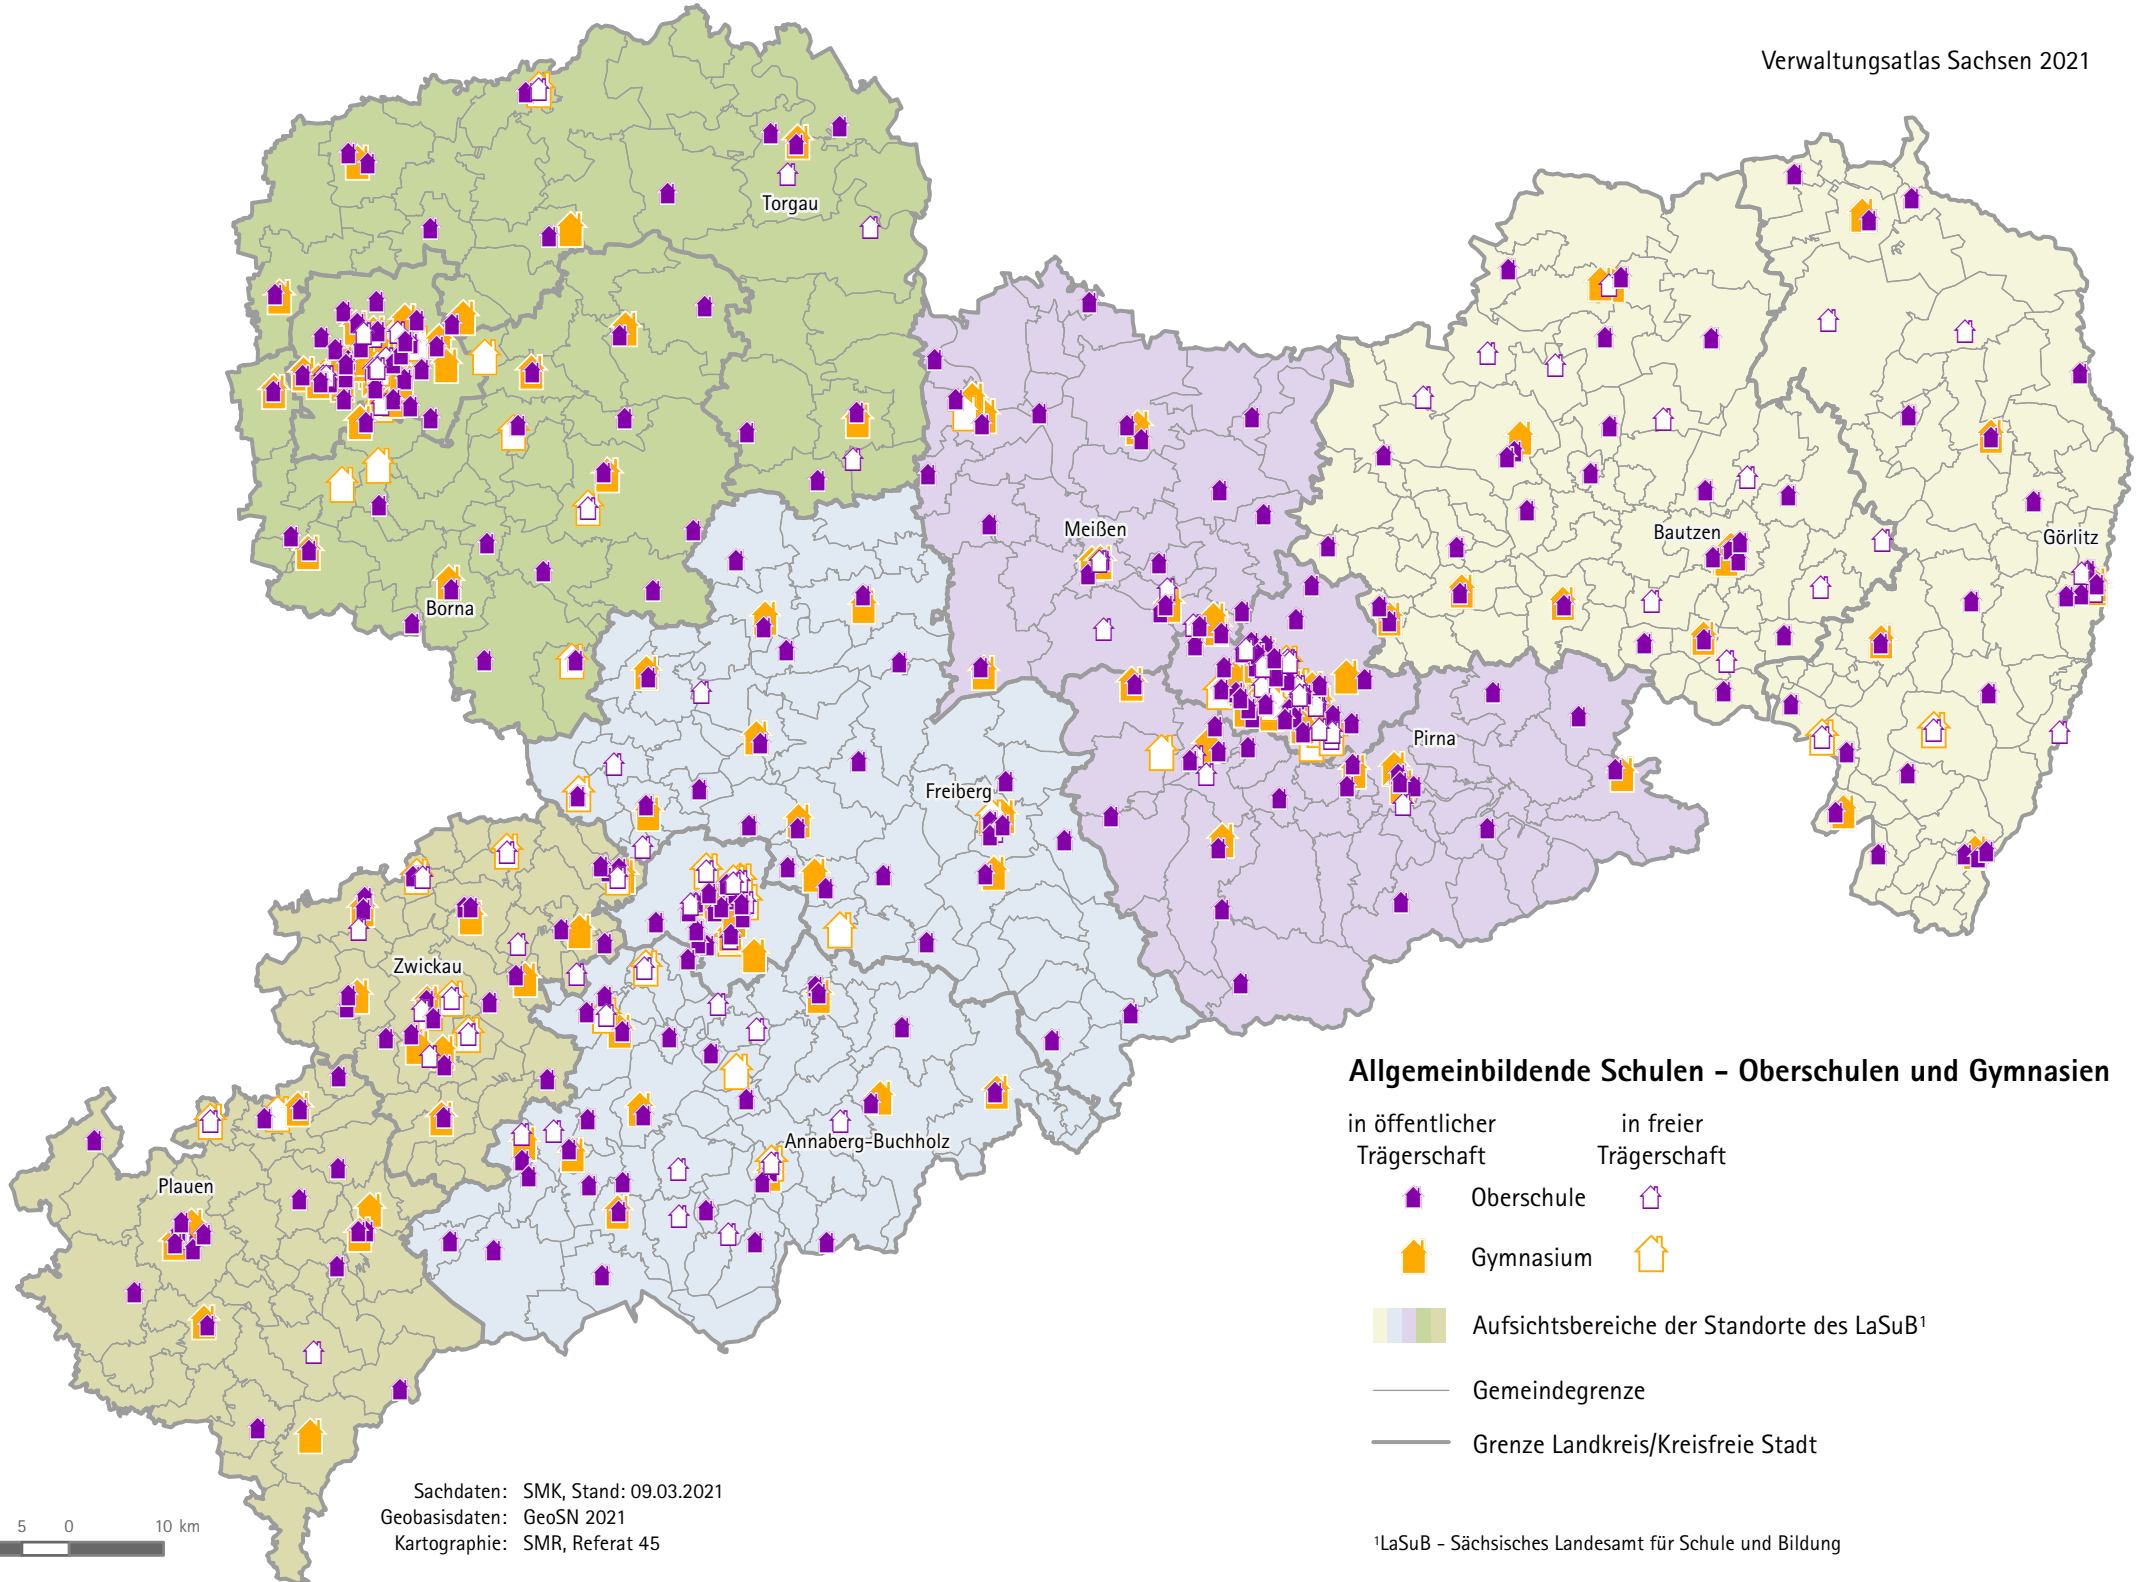 Verwaltungsatlas Sachsen 2021
Torgau
Meißen
Bautzen
Görlitz
Borna
Pirna
Freiberg
Zwickau
Annaberg-Buchholz
Plauen
Allgemeinbildende Schulen – Oberschulen und Gymnasien
in öffentlicher in freier
Trägerschaft Trägerschaft
Oberschule
Gymnasium
Aufsichtsbereiche der Standorte des LaSuB¹
Gemeindegrenze
Grenze Landkreis/Kreisfreie Stadt
Sachdaten: SMK, Stand: 09.03.2021
Geobasisdaten: GeoSN 2021
Kartographie: SMR, Referat 45
5 0 10 km
¹LaSuB - Sächsisches Landesamt für Schule und Bildung